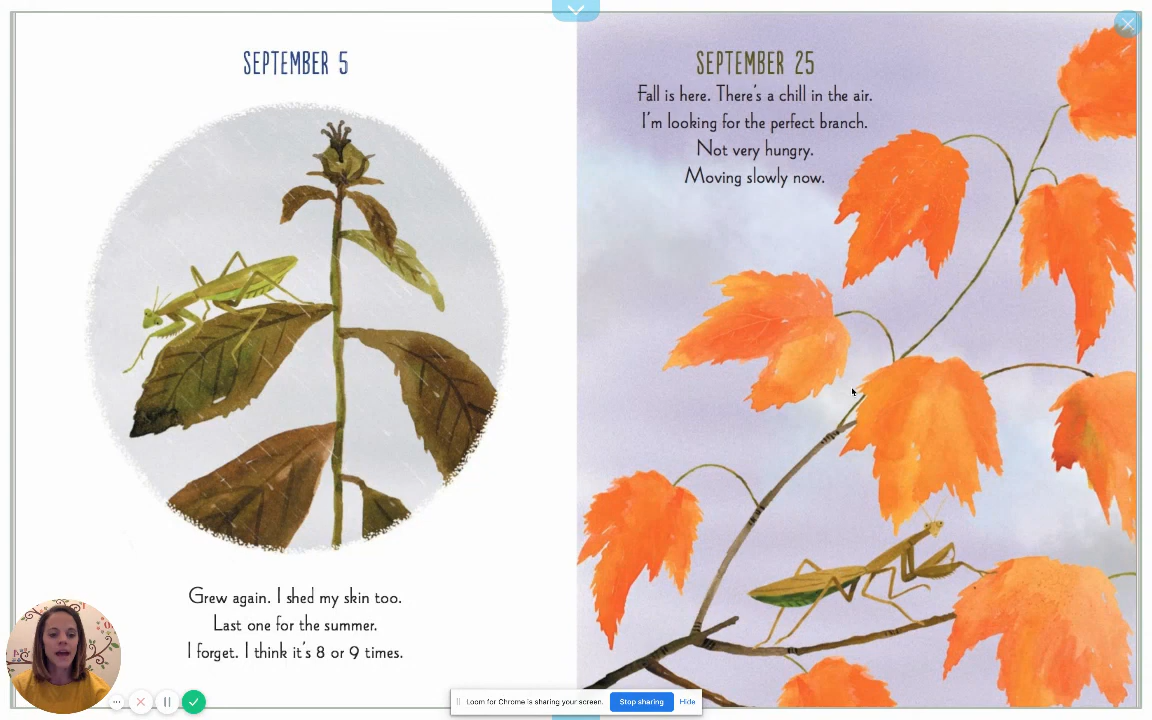 SEPTEMBER 5
Grew again. I shed my skin too.
Last one for the summer.
I forget. I think it's 8 or 9 times.
SEPTEMBER 25
Fall is here. There's a chill in the air.
I'm looking for the perfect branch.
Not very hungry.
Moving slowly now.
Loom for Chrome is sharing your screen.
Stop sharing
Hide